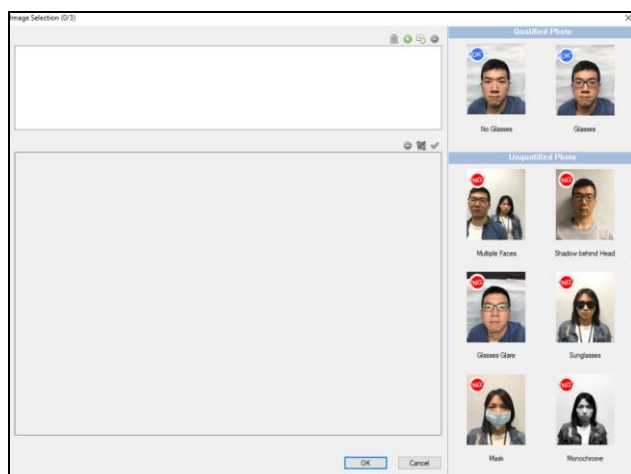 Image Selection (0/3)
Qualified Photo
OK
OK
No Glasses
Glasses
Unqualified Photo
NG
NG
Multiple Faces
Shadow behind Head
NG
NG
Glasses Glare
Sunglasses
NG
NG
Mask
Monochrome
OK
Cancel